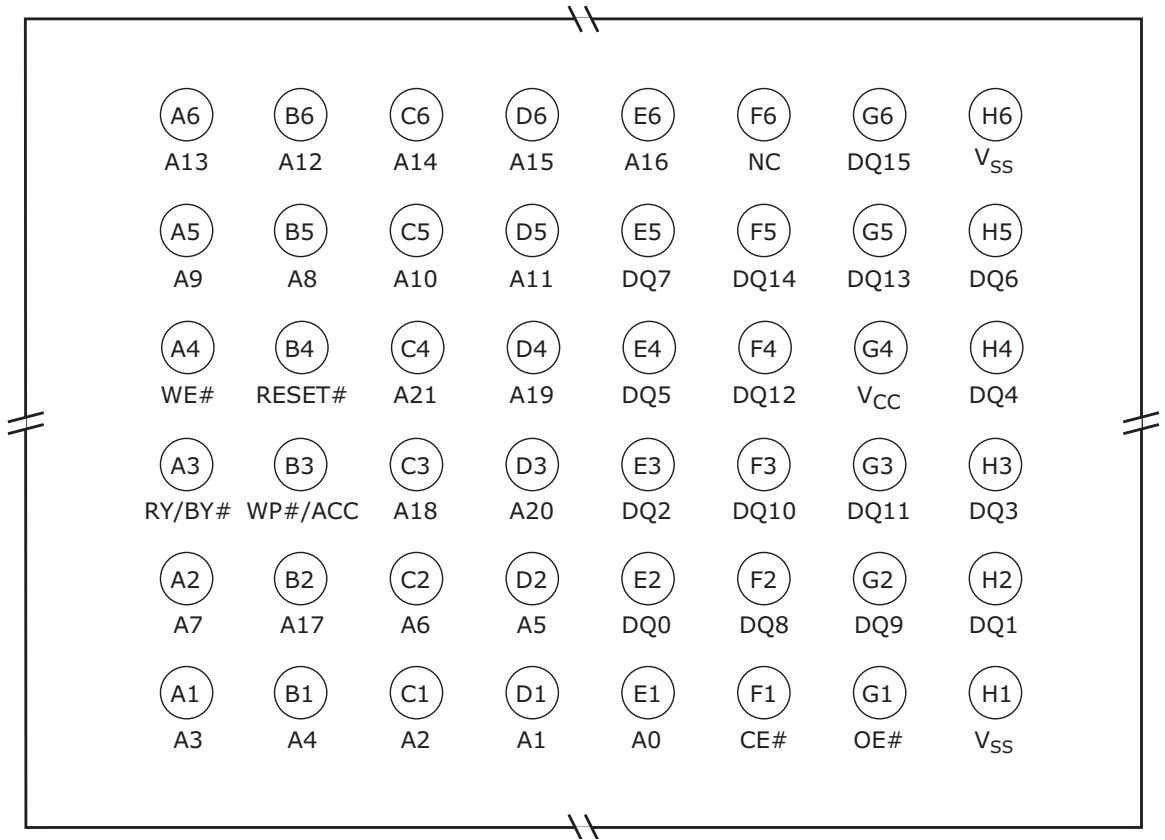 A6 B6 C6 D6 E6 F6 G6 H6
A13 A12 A14 A15 A16 NC DQ15 VSS
A5 B5 C5 D5 E5 F5 G5 H5
A9 A8 A10 A11 DQ7 DQ14 DQ13 DQ6
A4 B4 C4 D4 E4 F4 G4 H4
WE# RESET# A21 A19 DQ5 DQ12 VCC DQ4
A3 B3 C3 D3 E3 F3 G3 H3
RY/BY# WP#/ACC A18 A20 DQ2 DQ10 DQ11 DQ3
A2 B2 C2 D2 E2 F2 G2 H2
A7 A17 A6 A5 DQ0 DQ8 DQ9 DQ1
A1 B1 C1 D1 E1 F1 G1 H1
A3 A4 A2 A1 A0 CE# OE# VSS